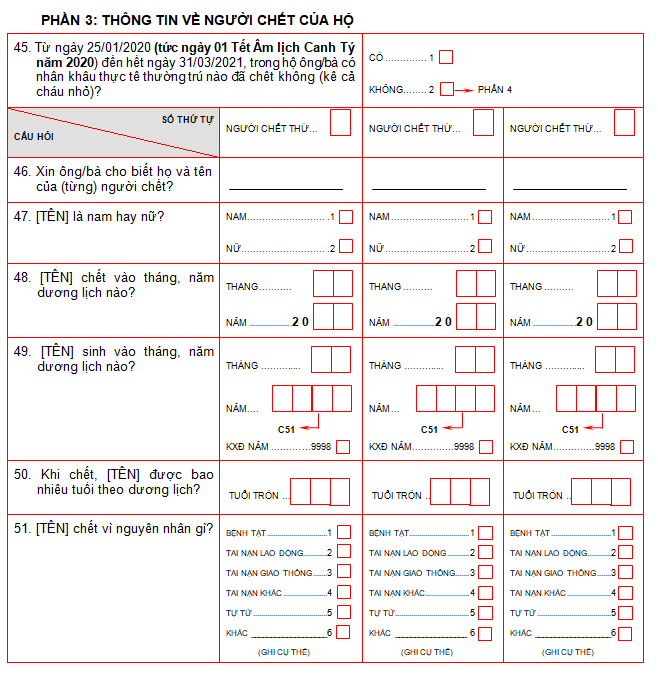 PHẦN 3: THÔNG TIN VỀ NGƯỜI CHẾT CỦA HỘ
45. Từ ngày 25/01/2020 (tức ngày 01 Tết Âm lịch Canh Tý
năm 2020) đến hết ngày 31/03/2021, trong hộ ông/bà có
nhân khẩu thực tế thường trú nào đã chết không (kể cả
cháu nhỏ)?
CÓ .............. 1
KHÔNG........ 2 PHẦN 4
SỐ THỨ TỰ
CÂU HỎI
NGƯỜI CHẾT THỨ... NGƯỜI CHẾT THỨ... NGƯỜI CHẾT THỨ...
46. Xin ông/bà cho biết họ và tên
của (từng) người chết?
47. [TÊN] là nam hay nữ?
NAM.........................1 NAM.........................1 NAM.........................1
NỮ...........................2 NỮ...........................2 NỮ...........................2
48. [TÊN] chết vào tháng, năm
dương lịch nào?
THÁNG........... THÁNG........... THÁNG...........
NĂM ................2 0 NĂM ................2 0 NĂM ................2 0
49. [TÊN] sinh vào tháng, năm
dương lịch nào?
THÁNG .............. THÁNG .............. THÁNG ..............
NĂM.... NĂM... NĂM...
C51 C51 C51
KXĐ NĂM .............9998 KXĐ NĂM .............9998 KXĐ NĂM .............9998
50. Khi chết, [TÊN] được bao
nhiêu tuổi theo dương lịch?
TUỔI TRÒN ... TUỔI TRÒN ... TUỔI TRÒN ...
51. [TÊN] chết vì nguyên nhân gì?
BỆNH TẬT......................1 BỆNH TẬT......................1 BỆNH TẬT......................1
TAI NẠN LAO ĐỘNG.........2 TAI NẠN LAO ĐỘNG.........2 TAI NẠN LAO ĐỘNG.........2
TAI NẠN GIAO THÔNG......3 TAI NẠN GIAO THÔNG......3 TAI NẠN GIAO THÔNG......3
TAI NẠN KHÁC ................4 TAI NẠN KHÁC ................4 TAI NẠN KHÁC ................4
TỰ TỬ ............................5 TỰ TỬ ............................5 TỰ TỬ ............................5
KHÁC ________________6 KHÁC ________________6 KHÁC ________________6
(GHI CỤ THỂ) (GHI CỤ THỂ) (GHI CỤ THỂ)